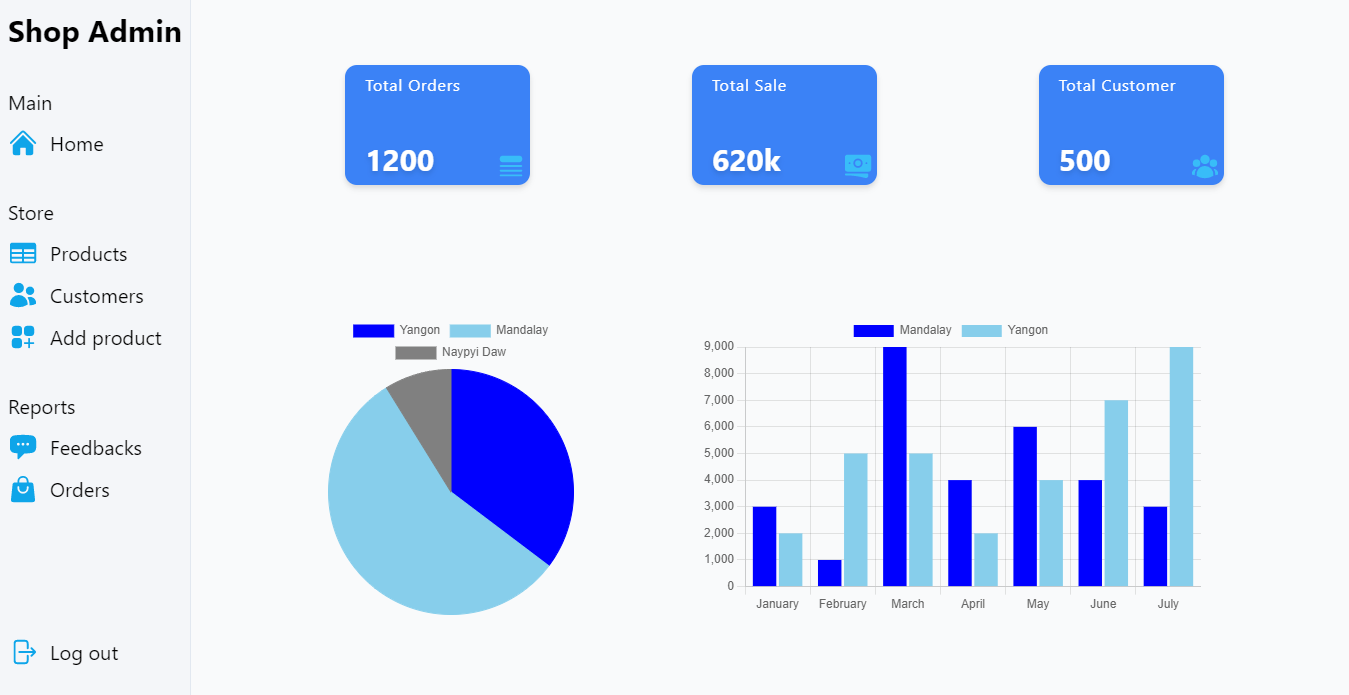 Shop Admin
Main
Home
Store
Products
Customers
Add product
Reports
Feedbacks
Orders
Log out
Total Orders
1200
Total Sale
620k
Total Customer
500
Yangon Mandalay
Naypyi Daw
Mandalay Yangon
9,000
8,000
7,000
6,000
5,000
4,000
3,000
2,000
1,000
0
January February March April May June July